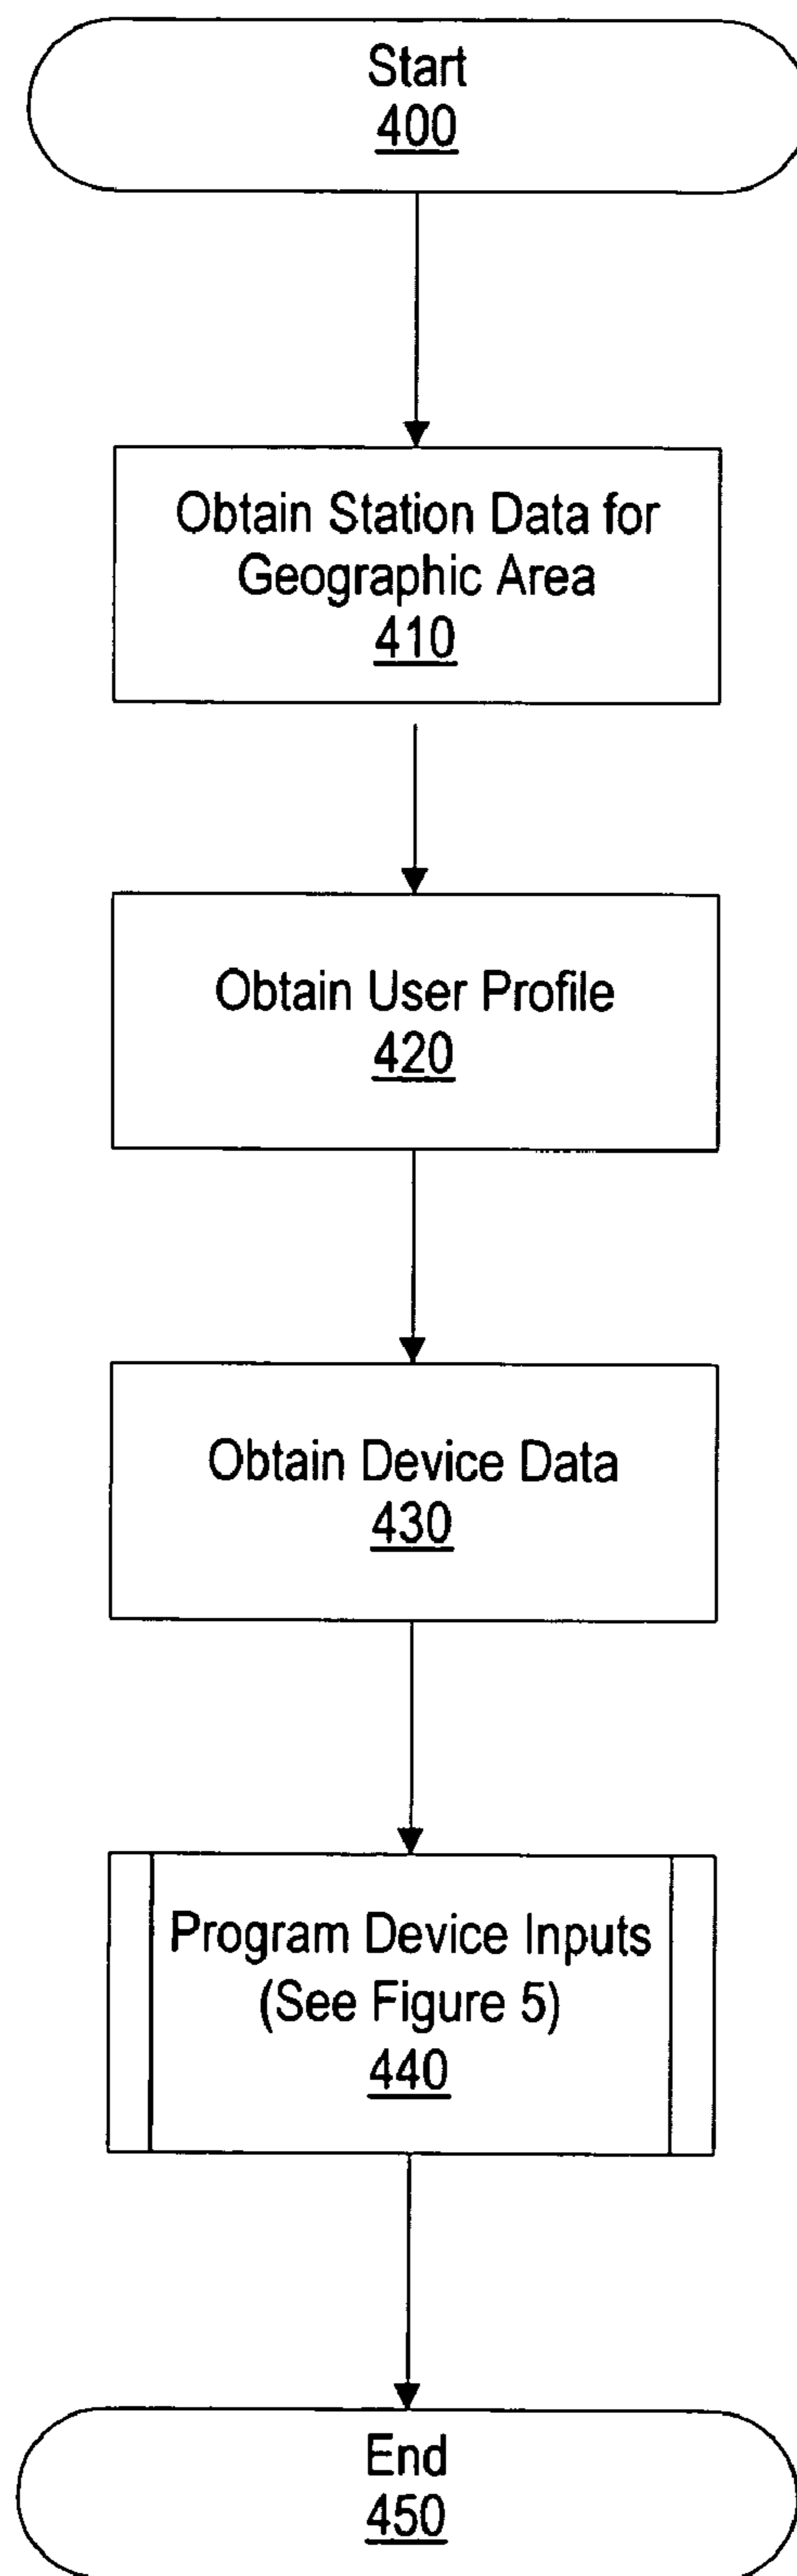 Start
400
Obtain Station Data for
Geographic Area
410
Obtain User Profile
420
Obtain Device Data
430
Program Device Inputs
(See Figure 5)
440
End
450